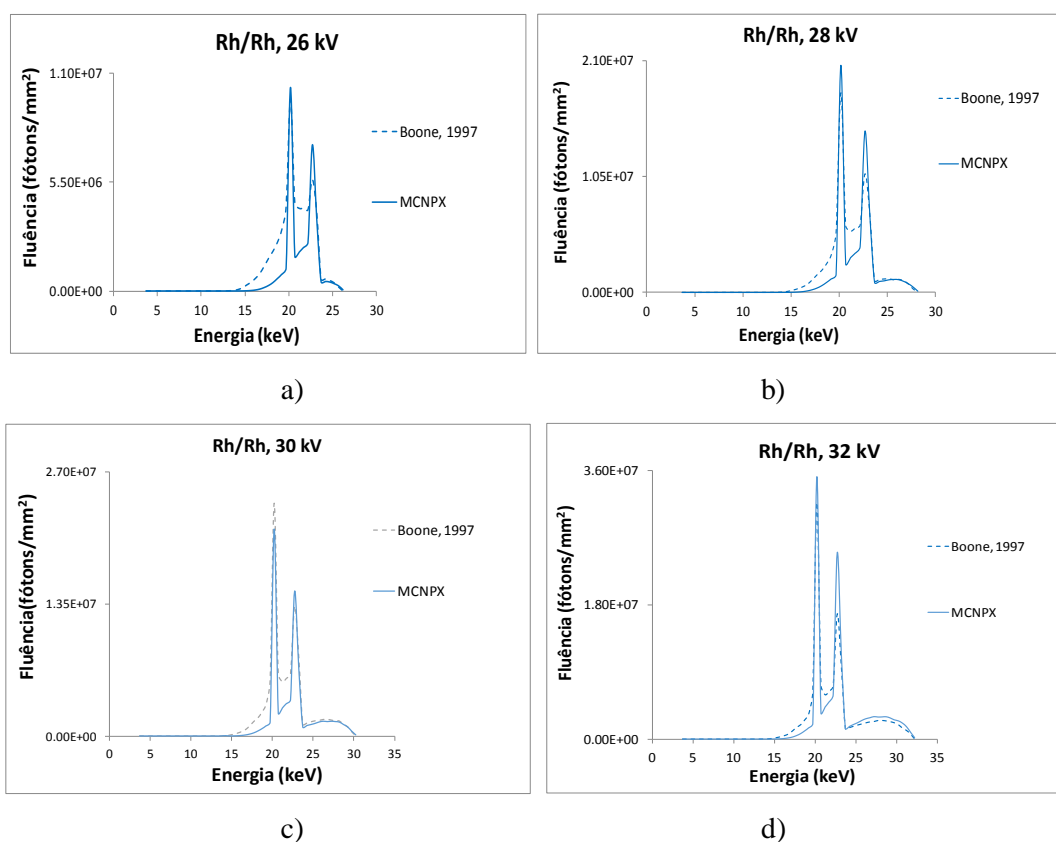 Rh/Rh, 26 kV
1.10E+07
5.50E+06
0.00E+00
Fluência (fótons/mm²)
0 5 10 15 20 25 30
Energia (keV)
Boone, 1997
MCNPX
a)
Rh/Rh, 28 kV
2.10E+07
1.05E+07
0.00E+00
Fluência (fótons/mm²)
0 5 10 15 20 25 30
Energia (keV)
Boone, 1997
MCNPX
b)
Rh/Rh, 30 kV
2.70E+07
1.35E+07
0.00E+00
Fluência(fótons/mm²)
0 5 10 15 20 25 30 35
Energia (keV)
Boone, 1997
MCNPX
c)
Rh/Rh, 32 kV
3.60E+07
1.80E+07
0.00E+00
Fluência (fótons/mm²)
0 5 10 15 20 25 30 35
Energia (keV)
Boone, 1997
MCNPX
d)